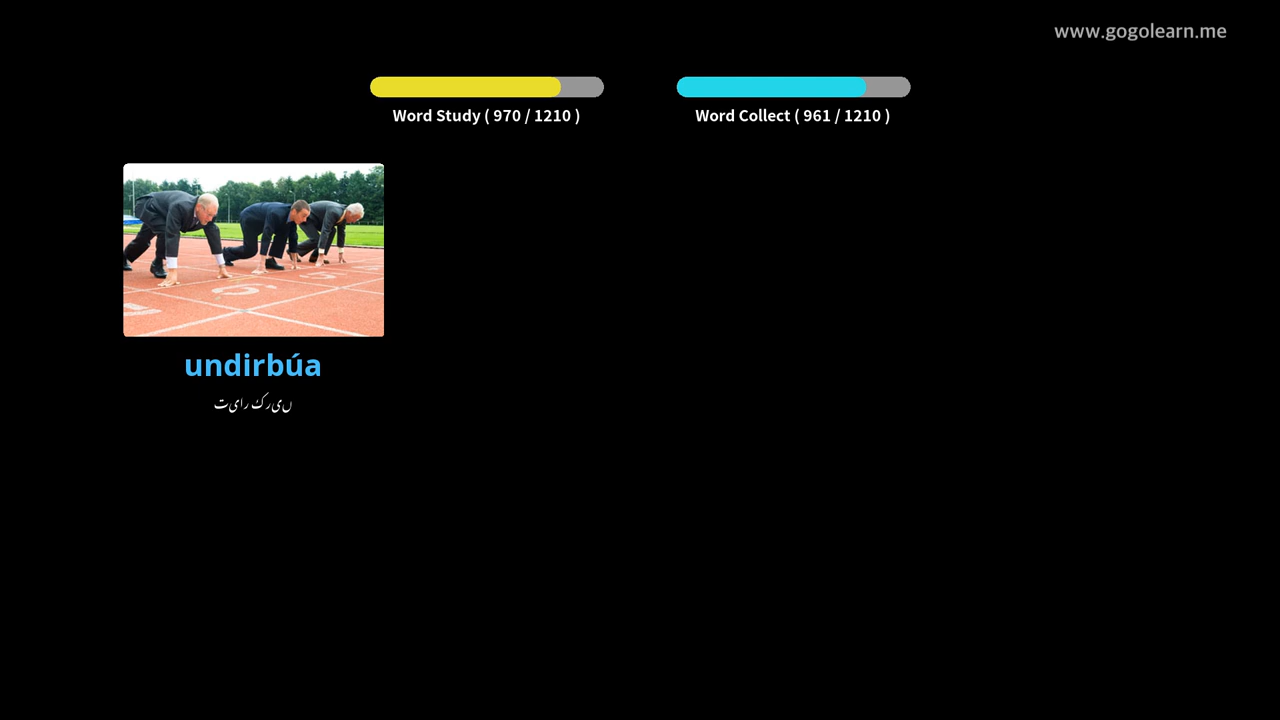 www.gogolearn.me
Word Study ( 970 / 1210 )
Word Collect ( 961 / 1210 )
undirbúa
تیار کریں